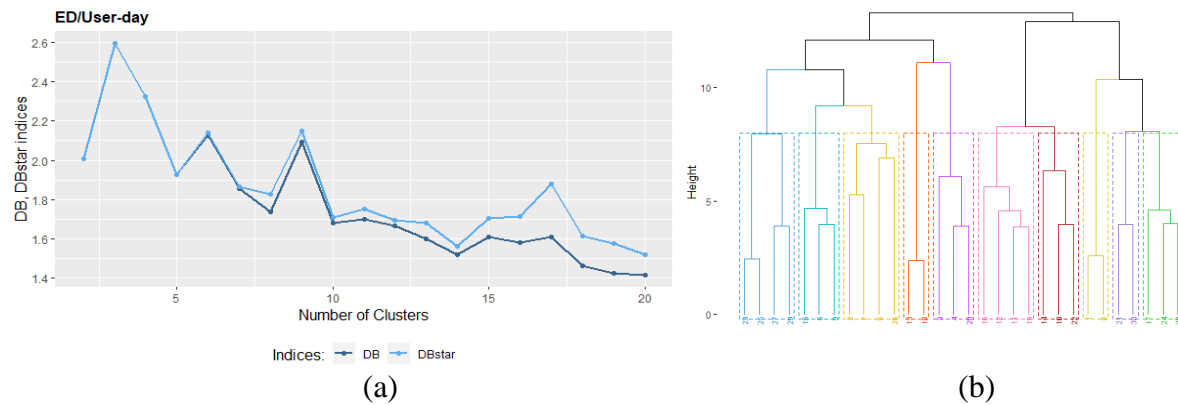 ED/User-day
DB, DBstar indices
2.6
2.4
2.2
2.0
1.8
1.6
1.4
5
10
15
20
Number of Clusters
Indices: DB DBstar
(a)
Height
10
5
0
(b)